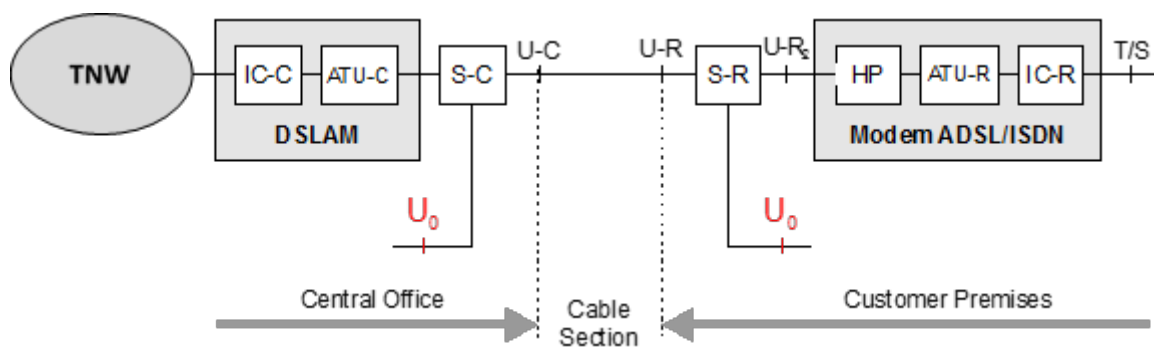 U-C
U-R
U-R₂
T/S
TNW
IC-C
ATU-C
S-C
S-R
HP
ATU-R
IC-R
DSLAM
Modem ADSL/ISDN
U₀
U₀
Central Office
Cable
Section
Customer Premises